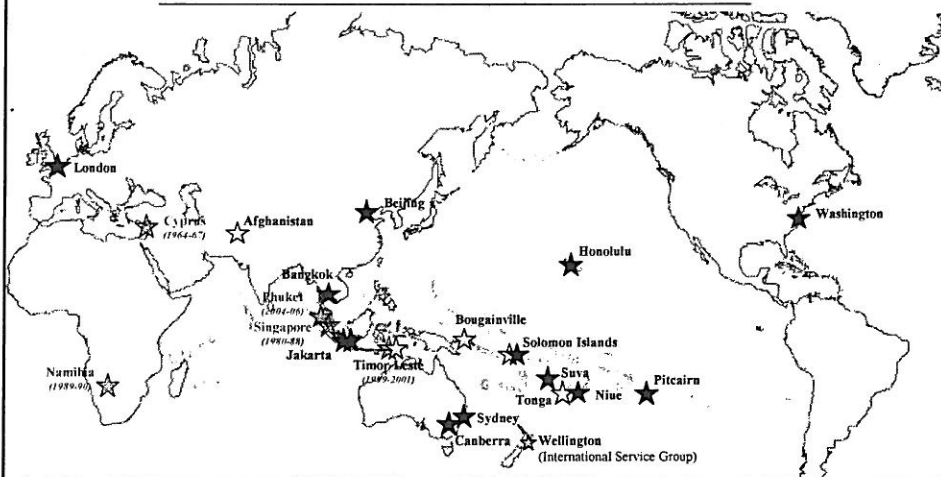 London
Cyprus
(1964-67)
Afghanistan
Beijing
Washington
Honolulu
Bangkok
Phuket
(2004-06)
Singapore
(1980-88)
Jakarta
Timor Leste
(1999-2001)
Bougainville
Solomon Islands
Namibia
(1989-90)
Suva
Tonga
Niue
Pitcairn
Sydney
Canberra
Wellington
(International Service Group)